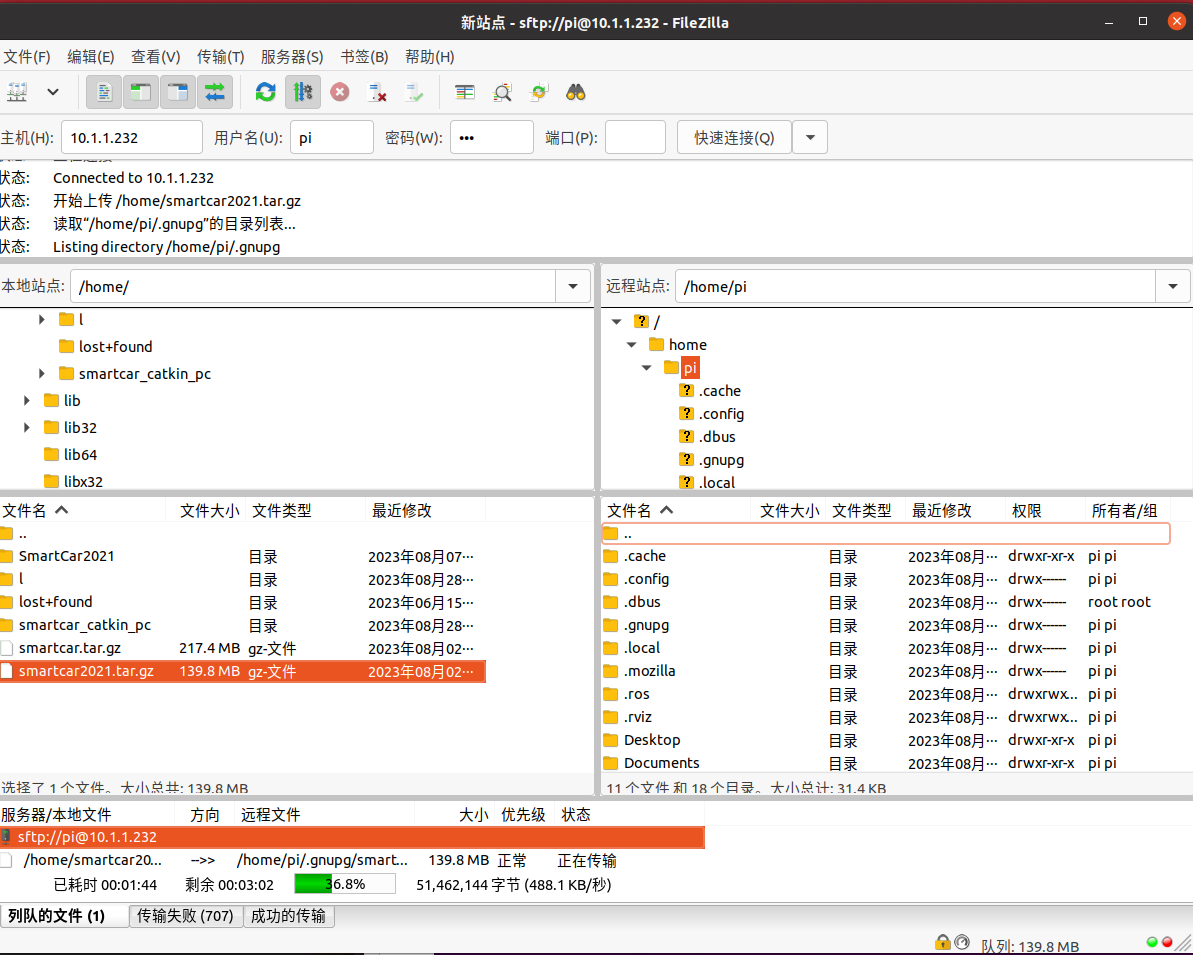 新站点 - sftp://pi@10.1.1.232 - FileZilla
文件(F) 编辑(E) 查看(V) 传输(T) 服务器(S) 书签(B) 帮助(H)
主机(H): 10.1.1.232 用户名(U): pi 密码(W): ••• 端口(P): 快速连接(Q)
状态: Connected to 10.1.1.232
状态: 开始上传 /home/smartcar2021.tar.gz
状态: 读取“/home/pi/.gnupg”的目录列表...
状态: Listing directory /home/pi/.gnupg
本地站点: /home/
l
lost+found
smartcar_catkin_pc
lib
lib32
lib64
libx32
远程站点: /home/pi
/
home
pi
.cache
.config
.dbus
.gnupg
.local
文件名 文件大小 文件类型 最近修改
..
SmartCar2021 目录 2023年08月07···
l 目录 2023年08月28···
lost+found 目录 2023年06月15···
smartcar_catkin_pc 目录 2023年08月28···
smartcar.tar.gz 217.4 MB gz-文件 2023年08月02···
smartcar2021.tar.gz 139.8 MB gz-文件 2023年08月02···
选择了 1 个文件。大小总共: 139.8 MB
文件名 文件大小 文件类型 最近修改 权限 所有者/组
..
.cache 目录 2023年08月··· drwxr-xr-x pi pi
.config 目录 2023年08月··· drwx------ pi pi
.dbus 目录 2023年08月··· drwx------ root root
.gnupg 目录 2023年08月··· drwx------ pi pi
.local 目录 2023年08月··· drwx------ pi pi
.mozilla 目录 2023年08月··· drwx------ pi pi
.ros 目录 2023年08月··· drwxrwx... pi pi
.rviz 目录 2023年08月··· drwxrwx... pi pi
Desktop 目录 2023年08月··· drwxr-xr-x pi pi
Documents 目录 2023年08月··· drwxr-xr-x pi pi
11 个文件 和 18 个目录。大小总计: 31.4 KB
服务器/本地文件 方向 远程文件 大小 优先级 状态
sftp://pi@10.1.1.232
/home/smartcar20... -->> /home/pi/.gnupg/smart... 139.8 MB 正常 正在传输
已耗时 00:01:44 剩余 00:03:02 36.8% 51,462,144 字节 (488.1 KB/秒)
列队的文件 (1) 传输失败 (707) 成功的传输
队列: 139.8 MB